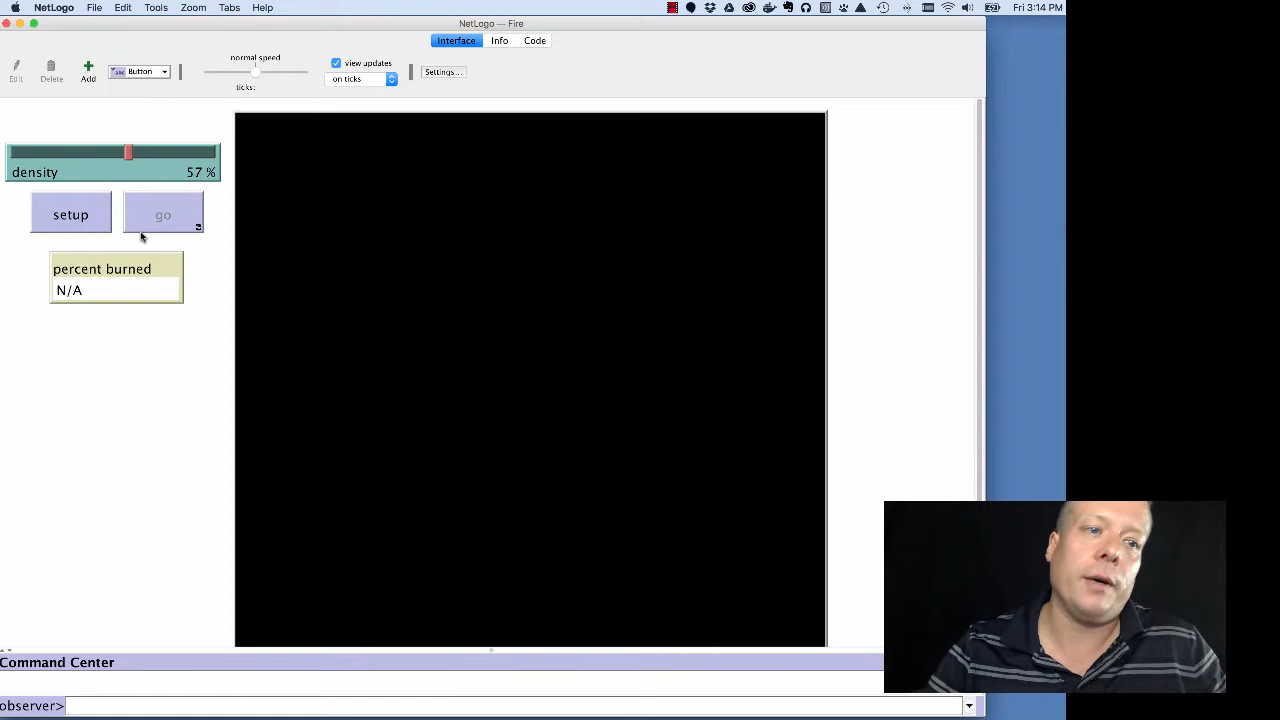 NetLogo File Edit Tools Zoom Tabs Help Fri 3:14 PM
NetLogo — Fire
Interface Info Code
normal speed
view updates
Edit Delete Add Button on ticks Settings...
ticks:
density 57 %
setup go
percent burned
N/A
Command Center
observer>